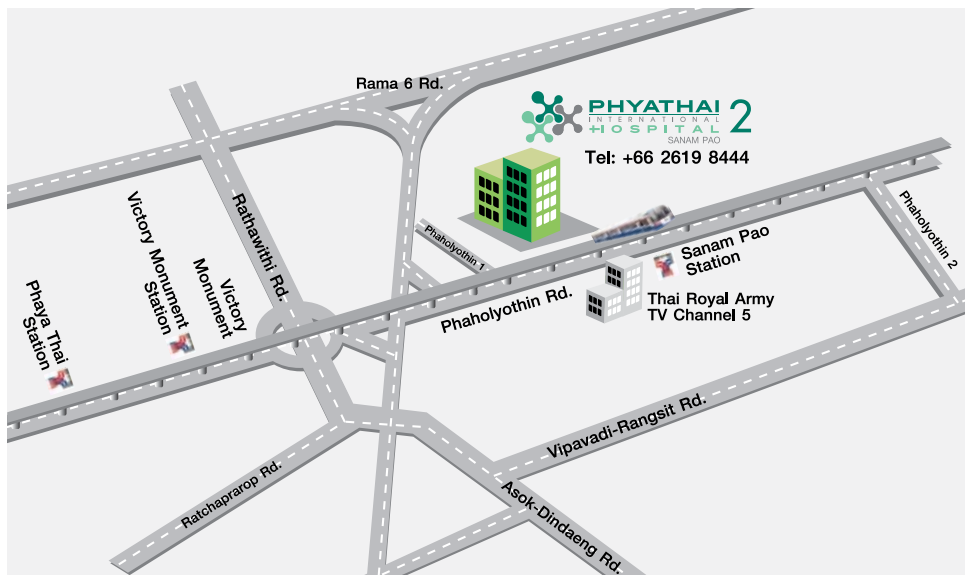 Rama 6 Rd.
PHYATHAI 2
INTERNATIONAL
HOSPITAL
SANAM PAO
Tel: +66 2619 8444
Rathawithi Rd.
Phaholyothin 1
Phaholyothin 2
Sanam Pao
Station
Victory Monument
Station
Victory
Monument
Phaya Thai
Station
Phaholyothin Rd.
Thai Royal Army
TV Channel 5
Vipavadi-Rangsit Rd.
Ratchaprarop Rd.
Asok-Dindaeng Rd.